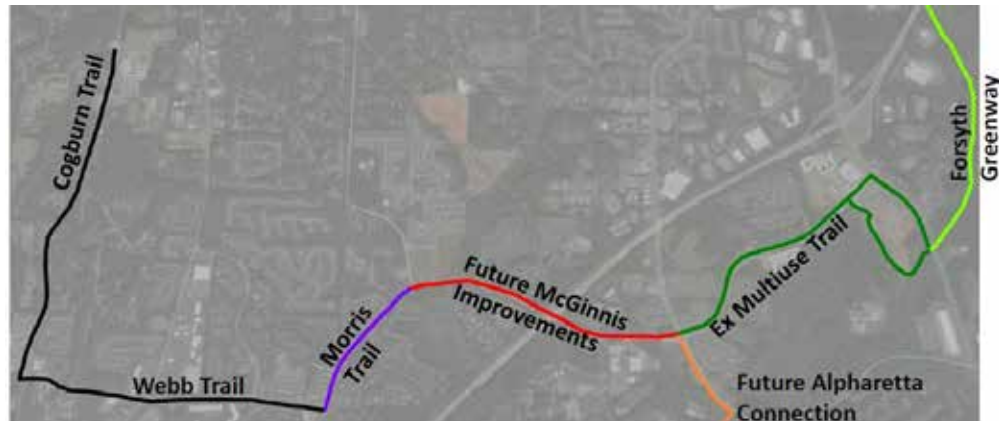 Cogburn Trail
Webb Trail
Morris
Trail
Future McGinnis
Improvements
Ex Multiuse Trail
Future Alpharetta
Connection
Forsyth
Greenway